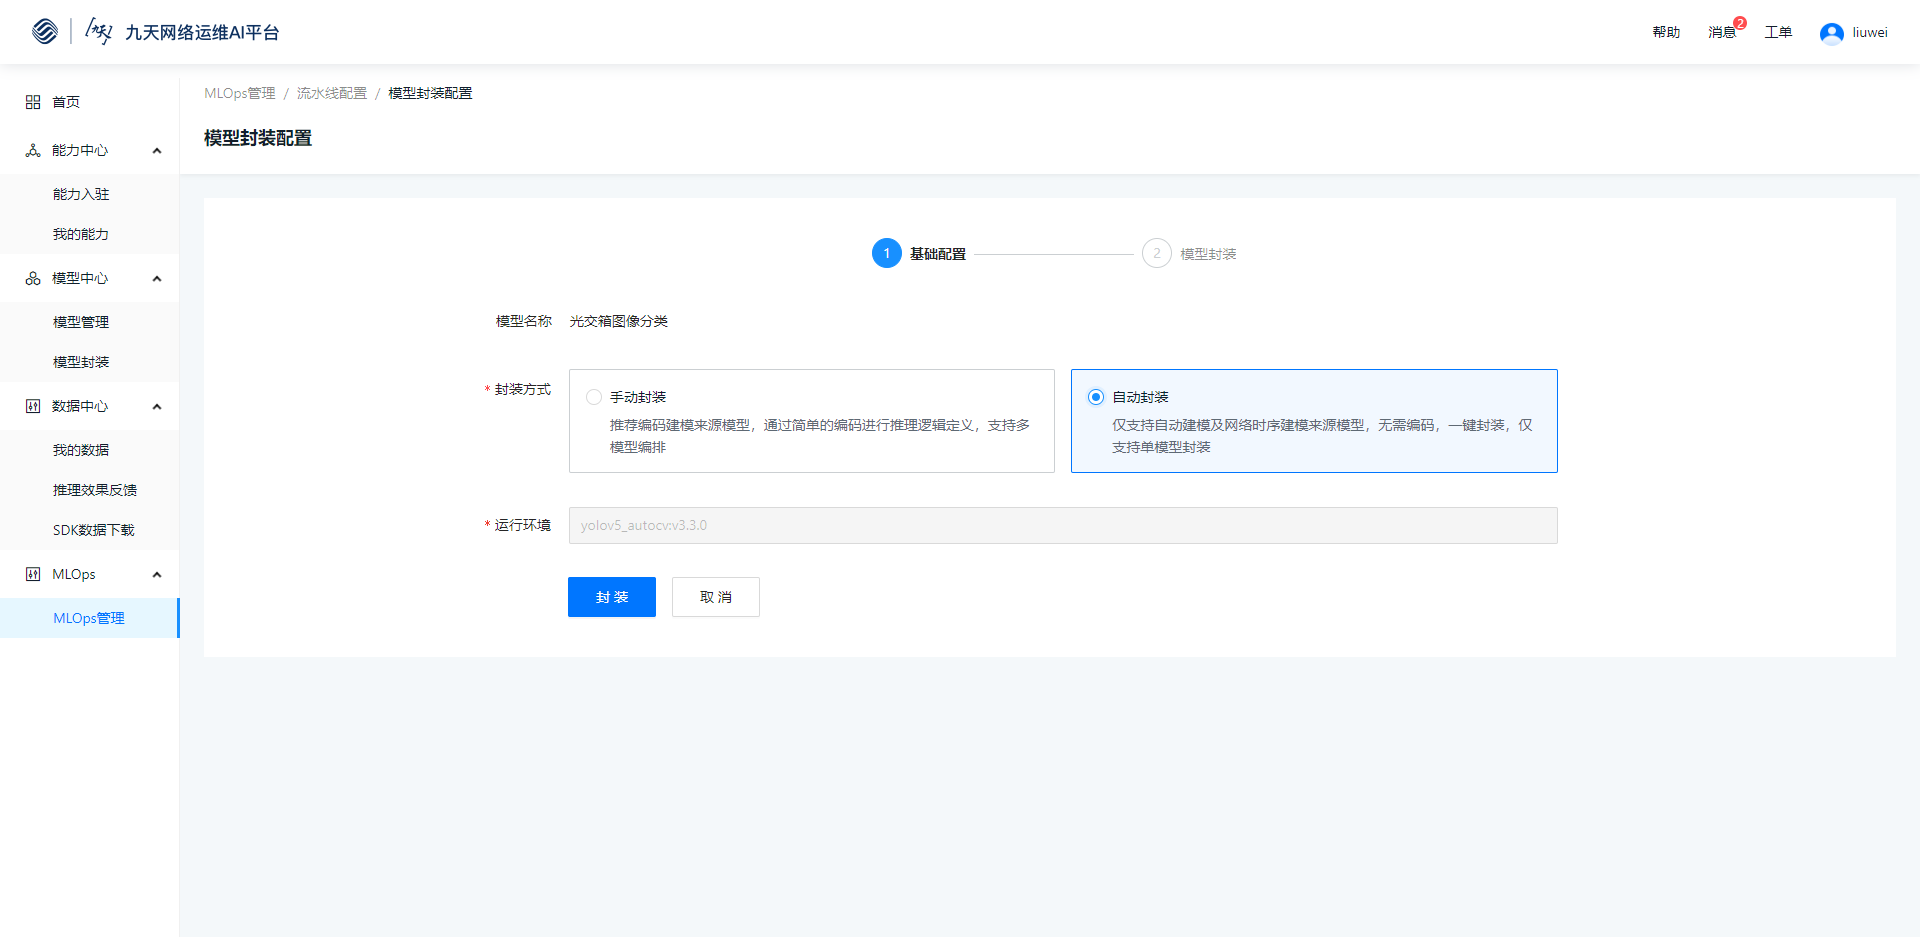 九天 九天网络运维AI平台
帮助 消息 2 工单 liuwei
首页
能力中心
能力入驻
我的能力
模型中心
模型管理
模型封装
数据中心
我的数据
推理效果反馈
SDK数据下载
MLOps
MLOps管理
MLOps管理 / 流水线配置 / 模型封装配置
模型封装配置
1 基础配置 2 模型封装
模型名称 光交箱图像分类
* 封装方式
手动封装
推荐编码建模来源模型，通过简单的编码进行推理逻辑定义，支持多
模型编排
自动封装
仅支持自动建模及网络时序建模来源模型，无需编码，一键封装，仅
支持单模型封装
* 运行环境 yolov5_autocv:v3.3.0
封 装 取 消